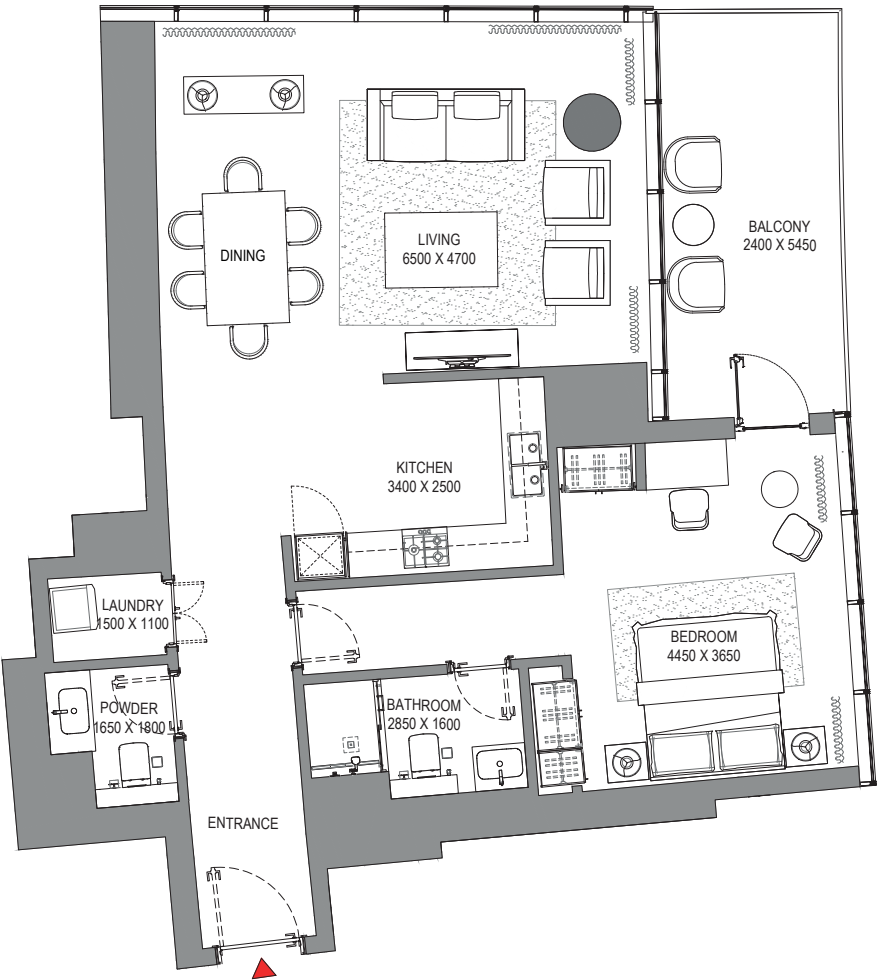 BALCONY
2400 X 5450
LIVING
6500 X 4700
DINING
KITCHEN
3400 X 2500
LAUNDRY
1500 X 1100
BEDROOM
4450 X 3650
POWDER
1650 X 1800
BATHROOM
2850 X 1600
ENTRANCE